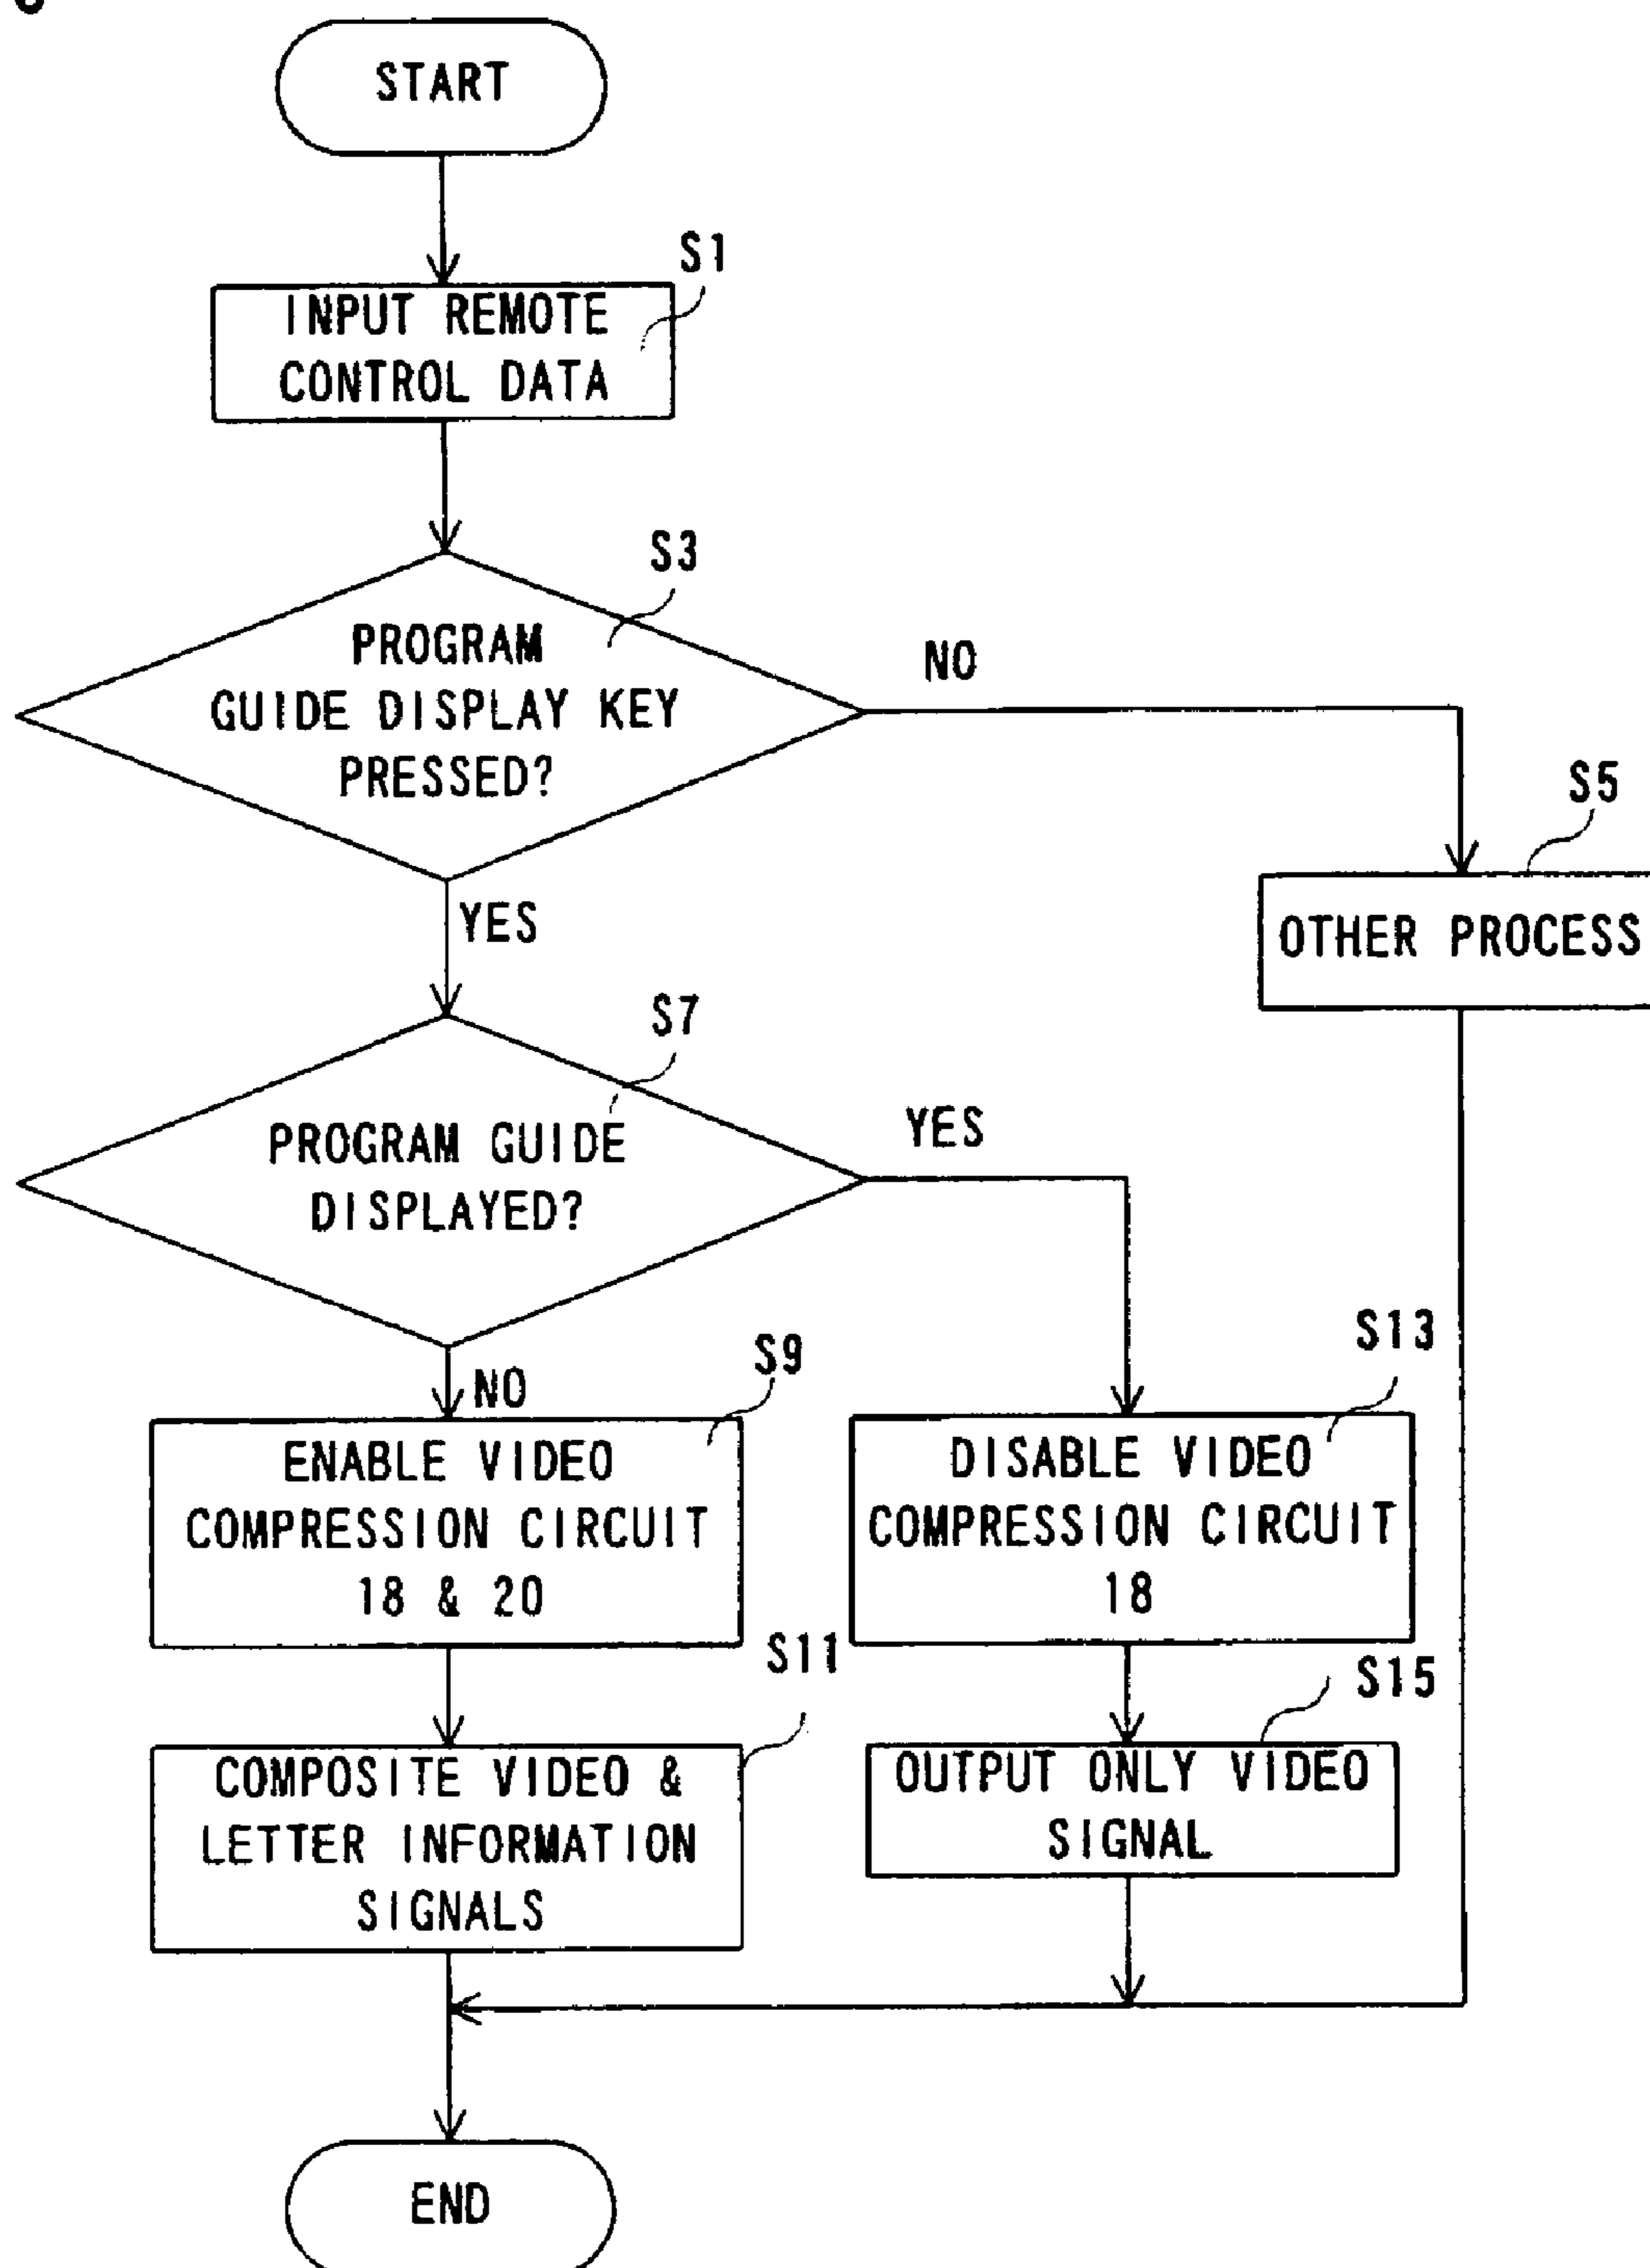 START
S1
INPUT REMOTE
CONTROL DATA
S3
PROGRAM
GUIDE DISPLAY KEY
PRESSED?
NO
S5
OTHER PROCESS
YES
S7
PROGRAM GUIDE
DISPLAYED?
YES
NO
S9
ENABLE VIDEO
COMPRESSION CIRCUIT
18 & 20
S13
DISABLE VIDEO
COMPRESSION CIRCUIT
18
S11
COMPOSITE VIDEO &
LETTER INFORMATION
SIGNALS
S15
OUTPUT ONLY VIDEO
SIGNAL
END